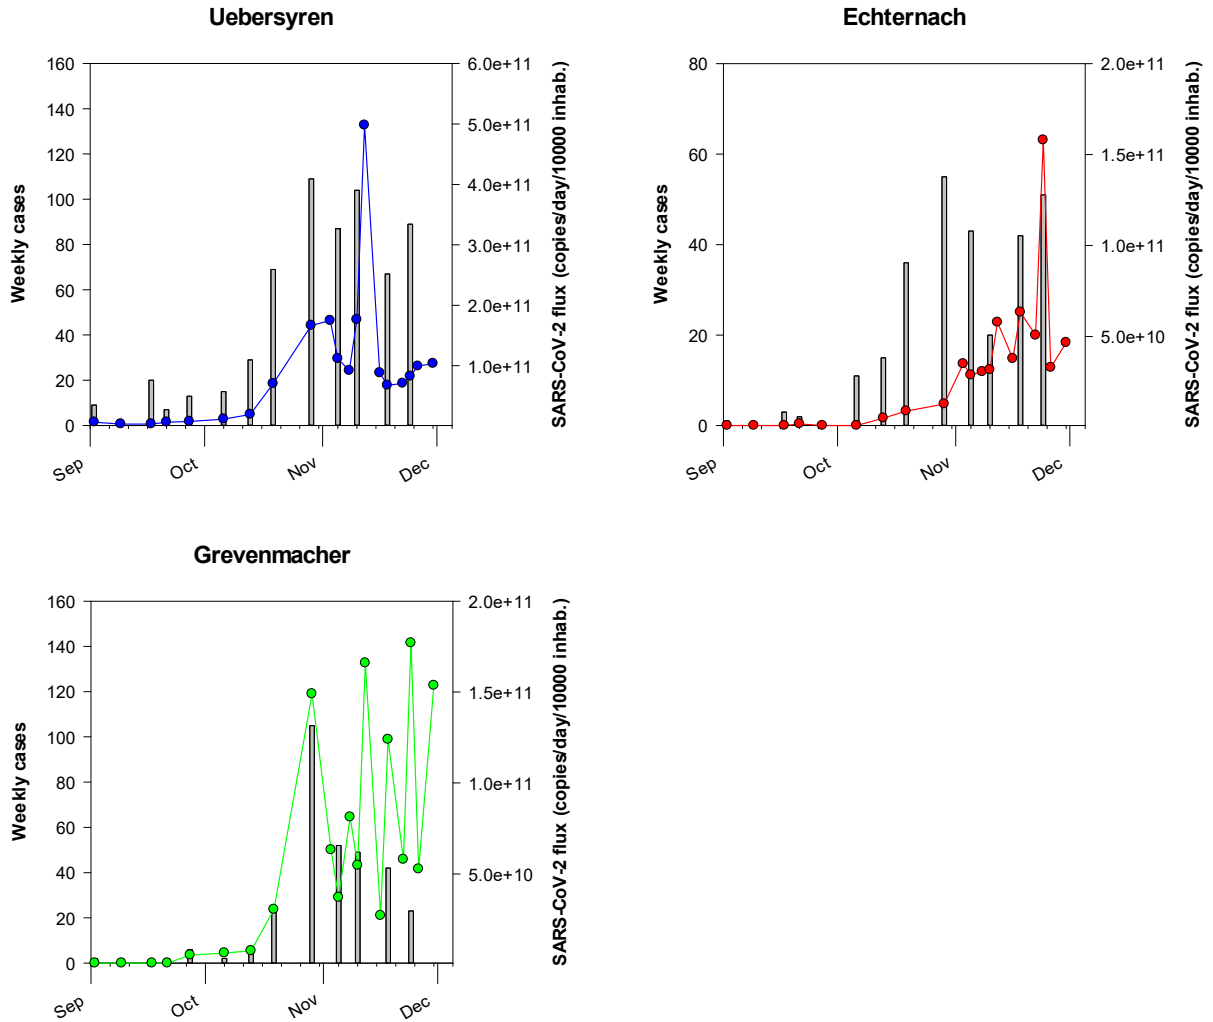 Uebersyren
Weekly cases
160
140
120
100
80
60
40
20
0
6.0e+11
5.0e+11
4.0e+11
3.0e+11
2.0e+11
1.0e+11
SARS-CoV-2 flux (copies/day/10000 inhab.)
Sep
Oct
Nov
Dec
Echternach
Weekly cases
80
60
40
20
0
2.0e+11
1.5e+11
1.0e+11
5.0e+10
SARS-CoV-2 flux (copies/day/10000 inhab.)
Sep
Oct
Nov
Dec
Grevenmacher
Weekly cases
160
140
120
100
80
60
40
20
0
2.0e+11
1.5e+11
1.0e+11
5.0e+10
SARS-CoV-2 flux (copies/day/10000 inhab.)
Sep
Oct
Nov
Dec